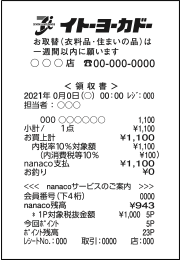 イトーヨーカドー
お取替(衣料品・住まいの品)は
一週間以内に願います
○○○店 ☎00-000-0000
<領収書>
2021年0月0日(○) 00:00 レジ:000
担当者:○○○
000 ○○○○○○ 1,100
小計/ 1点 ¥1,100
お買上計 ¥1,100
内税率10%対象額 ¥1,100
(内消費税等10% ¥100)
nanaco支払 ¥1,100
お釣り ¥0
<<< nanacoサービスのご案内 >>>
会員番号(下4桁) 0000
nanaco残高 ¥943
*1P対象税抜金額 ¥1,000 5P
今回ポイント 5P
ポイント残高 23P
レシートNo.:000 取引:0000 店:000